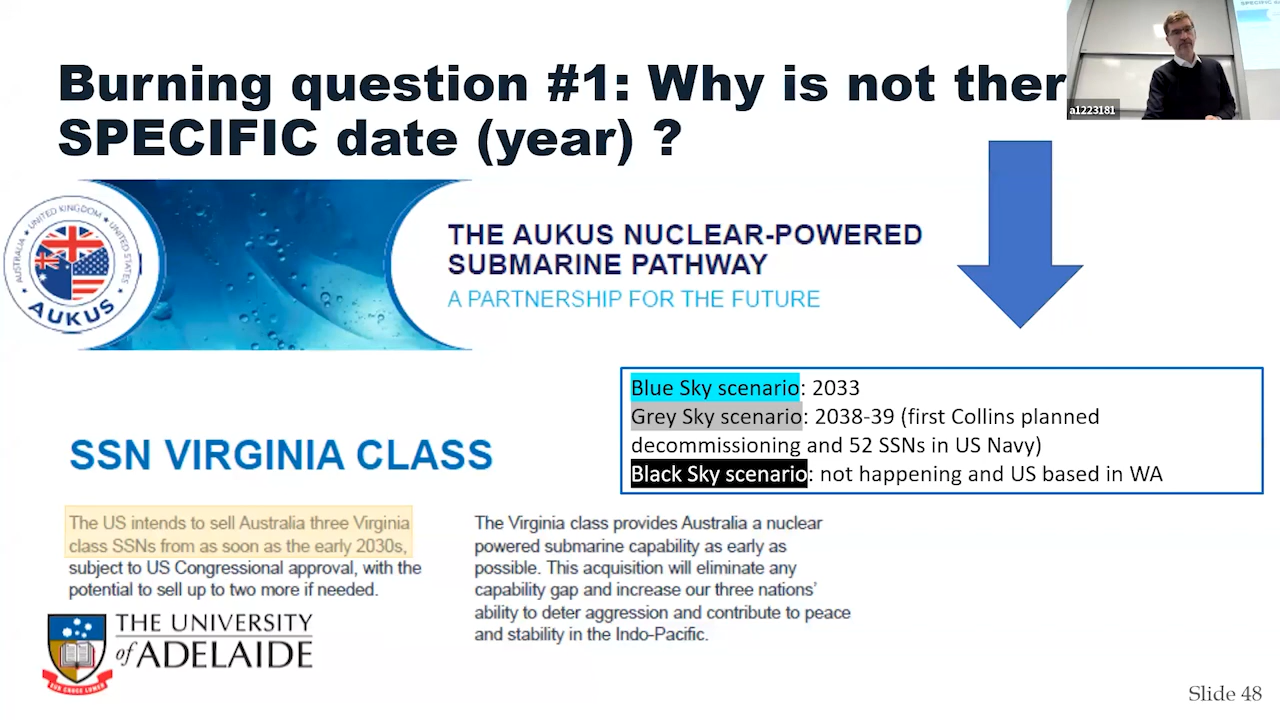 Burning question #1: Why is not ther
SPECIFIC date (year) ?
SPECIFIC
a1223181
AUSTRALIA ★ UNITED KINGDOM ★ UNITED STATES
AUKUS
THE AUKUS NUCLEAR-POWERED
SUBMARINE PATHWAY
A PARTNERSHIP FOR THE FUTURE
Blue Sky scenario: 2033
Grey Sky scenario: 2038-39 (first Collins planned
decommissioning and 52 SSNs in US Navy)
Black Sky scenario: not happening and US based in WA
SSN VIRGINIA CLASS
The US intends to sell Australia three Virginia
class SSNs from as soon as the early 2030s,
subject to US Congressional approval, with the
potential to sell up to two more if needed.
The Virginia class provides Australia a nuclear
powered submarine capability as early as
possible. This acquisition will eliminate any
capability gap and increase our three nations’
ability to deter aggression and contribute to peace
and stability in the Indo-Pacific.
THE UNIVERSITY
of ADELAIDE
SUB CRUCE LUMEN
Slide 48